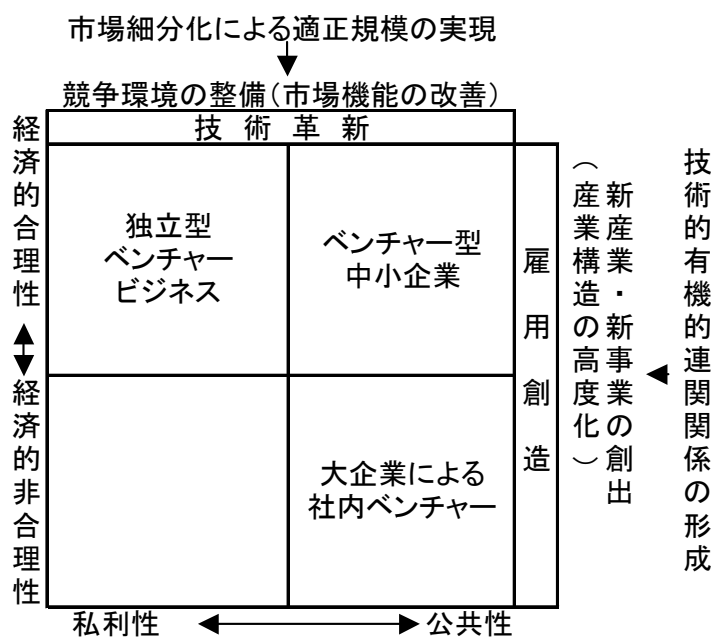 市場細分化による適正規模の実現
競争環境の整備(市場機能の改善)
技術革新
経済的合理性
独立型
ベンチャー
ビジネス
ベンチャー型
中小企業
雇用創造
新産業・新事業の創出
(産業構造の高度化)
技術的有機的連関関係の形成
経済的非合理性
大企業による
社内ベンチャー
私利性
公共性